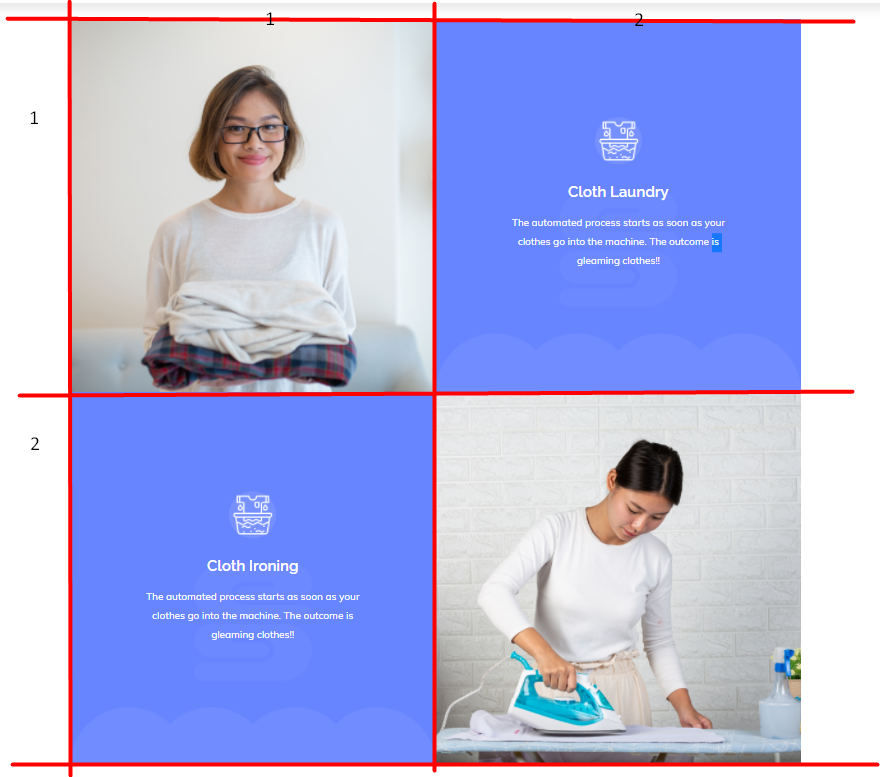 1
2
1
Cloth Laundry
The automated process starts as soon as your
clothes go into the machine. The outcome is
gleaming clothes!!
2
Cloth Ironing
The automated process starts as soon as your
clothes go into the machine. The outcome is
gleaming clothes!!